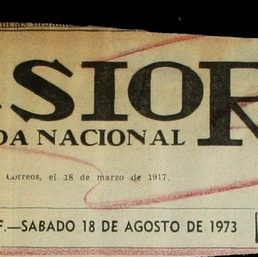 SIOR
DA NACIONAL
Correos, el 18 de marzo de 1917.
F.—SABADO 18 DE AGOSTO DE 1973